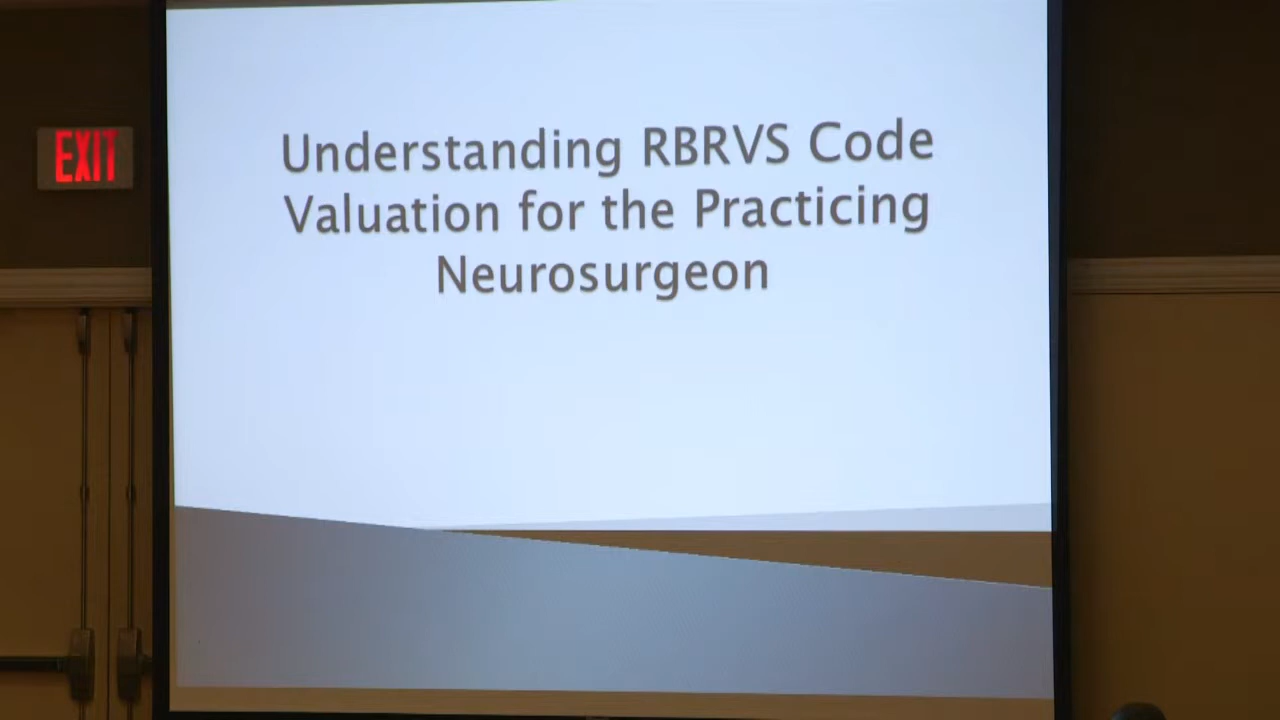 EXIT
Understanding RBRVS Code
Valuation for the Practicing
Neurosurgeon